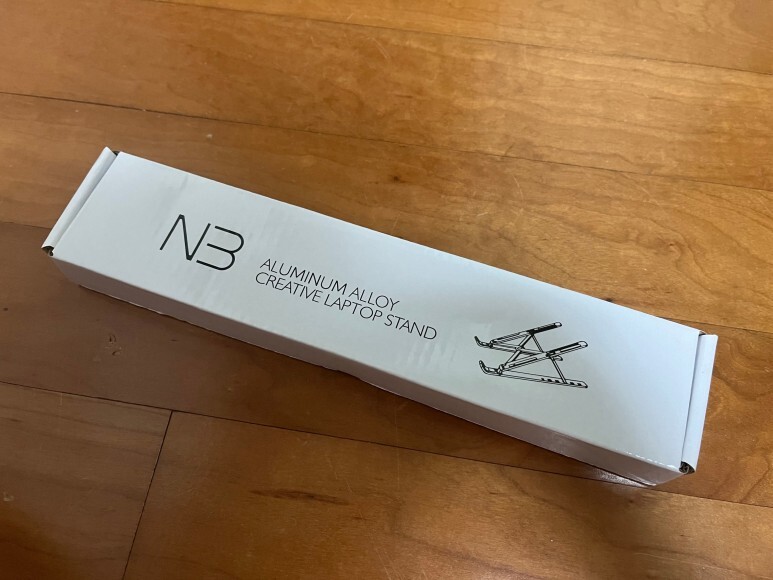 N3
ALUMINUM ALLOY
CREATIVE LAPTOP STAND